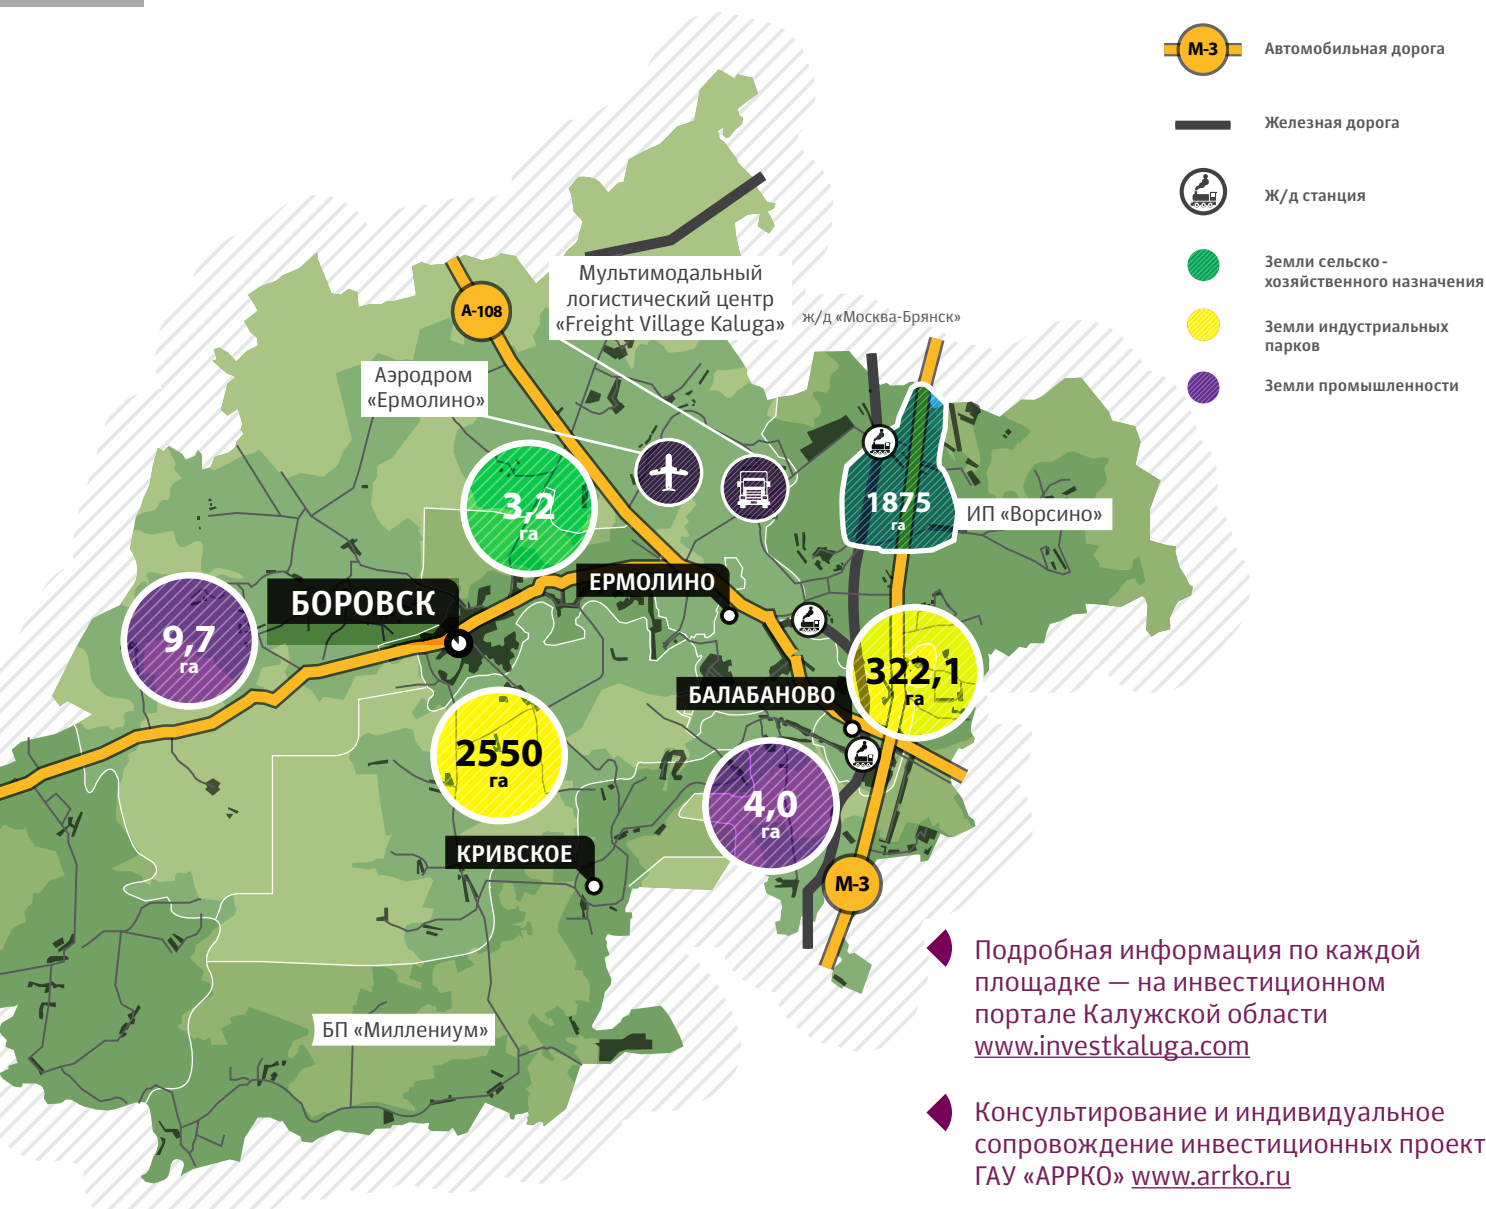 М-3
Автомобильная дорога
Железная дорога
Ж/д станция
Земли сельско-
хозяйственного назначения
Земли индустриальных
парков
Земли промышленности
Мультимодальный
логистический центр
«Freight Village Kaluga»
ж/д «Москва-Брянск»
А-108
Аэродром
«Ермолино»
3,2
га
1875
га
ИП «Ворсино»
ЕРМОЛИНО
БОРОВСК
9,7
га
322,1
га
БАЛАБАНОВО
2550
га
4,0
га
КРИВСКОЕ
М-3
БП «Миллениум»
Подробная информация по каждой
площадке — на инвестиционном
портале Калужской области
www.investkaluga.com
Консультирование и индивидуальное
сопровождение инвестиционных проект
ГАУ «АРРКО» www.arrko.ru